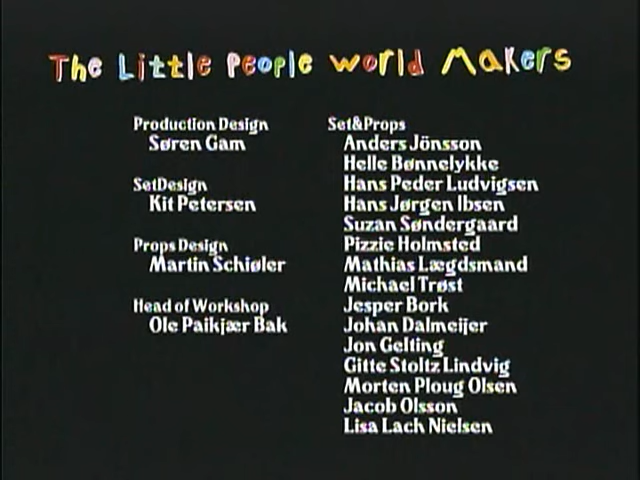 The Little People World Makers
Production Design
Søren Gam
SetDesign
Kit Petersen
Props Design
Martin Schiøler
Head of Workshop
Ole Paikjær Bak
Set&Props
Anders Jönsson
Helle Bønnelykke
Hans Peder Ludvigsen
Hans Jørgen Ibsen
Suzan Søndergaard
Pizzie Holmsted
Mathias Lægdsmand
Michael Trøst
Jesper Bork
Johan Dalmeijer
Jon Gelting
Gitte Stoltz Lindvig
Morten Ploug Olsen
Jacob Olsson
Lisa Lach Nielsen